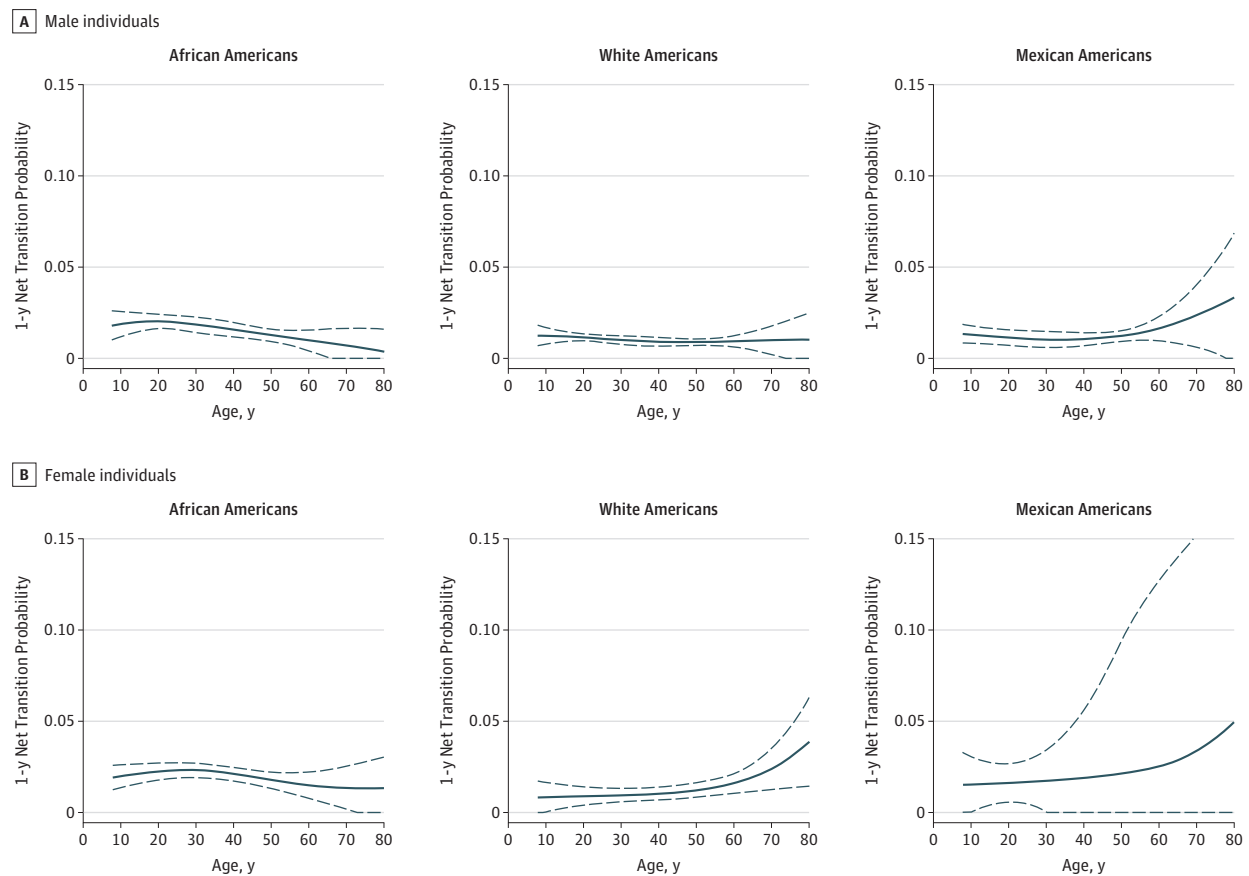 A Male individuals
African Americans
0.15
0.10
0.05
0
1-y Net Transition Probability
0 10 20 30 40 50 60 70 80
Age, y
White Americans
0.15
0.10
0.05
0
1-y Net Transition Probability
0 10 20 30 40 50 60 70 80
Age, y
Mexican Americans
0.15
0.10
0.05
0
1-y Net Transition Probability
0 10 20 30 40 50 60 70 80
Age, y
B Female individuals
African Americans
0.15
0.10
0.05
0
1-y Net Transition Probability
0 10 20 30 40 50 60 70 80
Age, y
White Americans
0.15
0.10
0.05
0
1-y Net Transition Probability
0 10 20 30 40 50 60 70 80
Age, y
Mexican Americans
0.15
0.10
0.05
0
1-y Net Transition Probability
0 10 20 30 40 50 60 70 80
Age, y